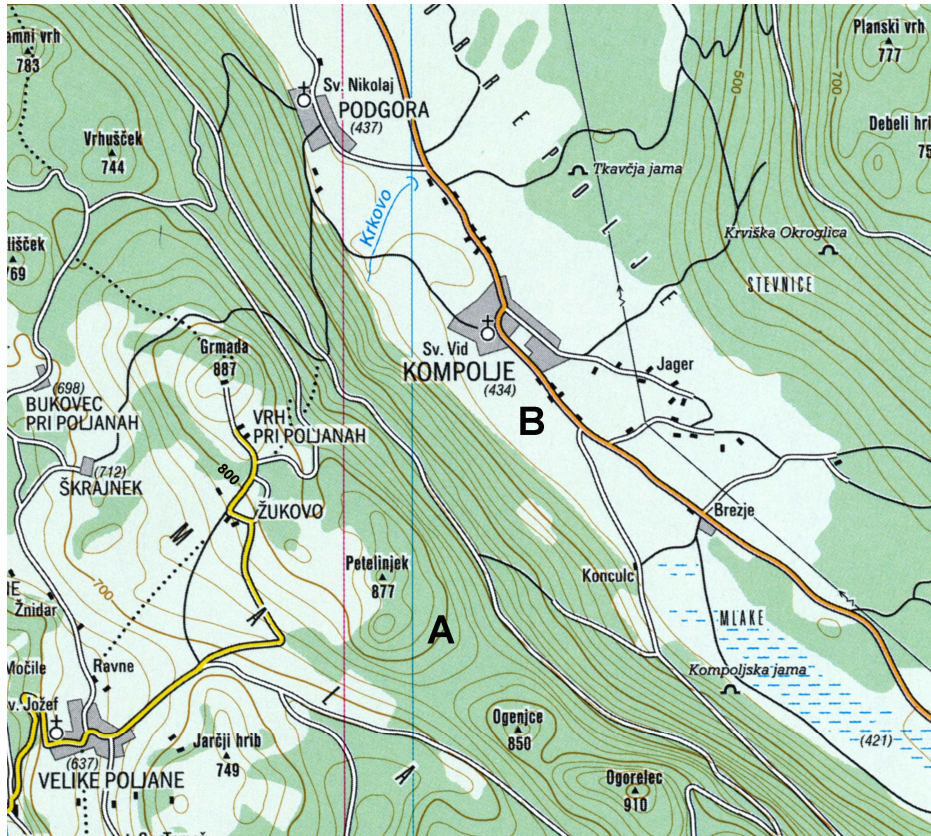 amni vrh
783
Vrhušček
744
Sv. Nikolaj
PODGORA
(437)
Krkovo
REPOLJE
Tkavčja jama
Planski vrh
777
Debeli hri
75
500
700
Krviška Okroglica
STEVNICE
lišček
769
Grmada
887
Sv. Vid
KOMPOLJE
(434)
Jager
B
(698)
BUKOVEC
PRI POLJANAH
VRH
PRI POLJANAH
(712)
ŠKRAJNEK
800
ŽUKOVO
Brezje
M
A
L
A
Petelinjek
877
A
Konculc
MLAKE
Kompoljska jama
700
Žnidar
Močile
Ravne
v. Jožef
(637)
VELIKE POLJANE
Jarčji hrib
749
Ogenjce
850
Ogorelec
910
(421)